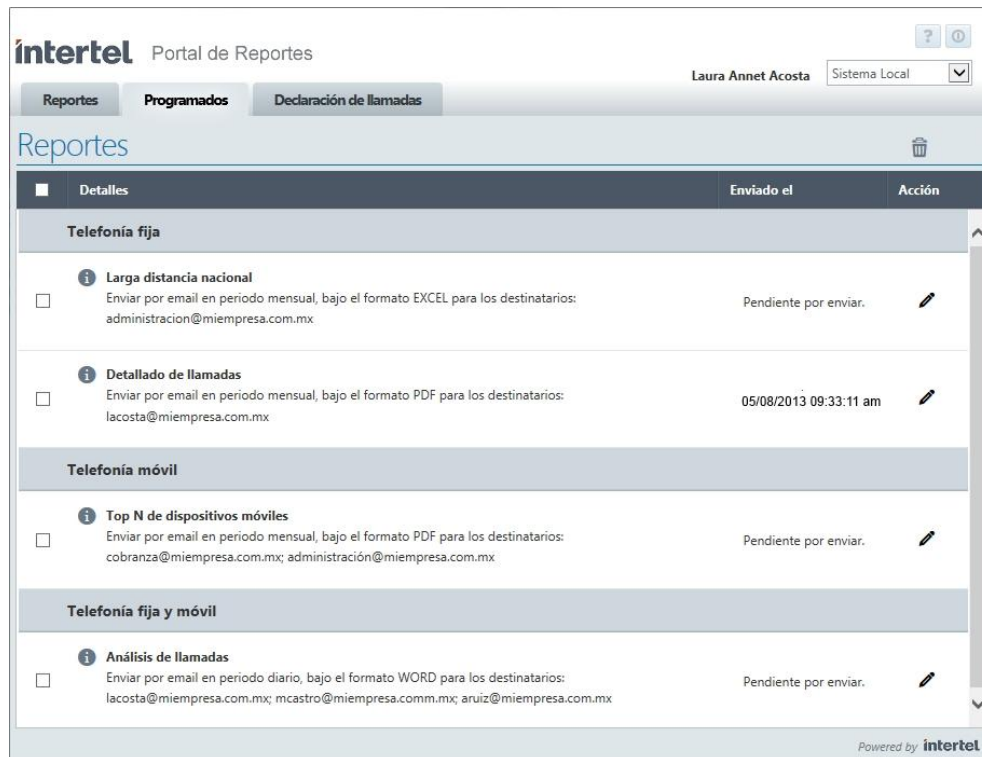 intertel Portal de Reportes
?
Laura Annet Acosta Sistema Local
Reportes Programados Declaración de llamadas
Reportes
Detalles Enviado el Acción
Telefonía fija
Larga distancia nacional
Enviar por email en periodo mensual, bajo el formato EXCEL para los destinatarios:
administracion@miempresa.com.mx
Pendiente por enviar.
Detallado de llamadas
Enviar por email en periodo mensual, bajo el formato PDF para los destinatarios:
lacosta@miempresa.com.mx
05/08/2013 09:33:11 am
Telefonía móvil
Top N de dispositivos móviles
Enviar por email en periodo mensual, bajo el formato PDF para los destinatarios:
cobranza@miempresa.com.mx; administración@miempresa.com.mx
Pendiente por enviar.
Telefonía fija y móvil
Análisis de llamadas
Enviar por email en periodo diario, bajo el formato WORD para los destinatarios:
lacosta@miempresa.com.mx; mcastro@miempresa.comm.mx; aruiz@miempresa.com.mx
Pendiente por enviar.
Powered by intertel